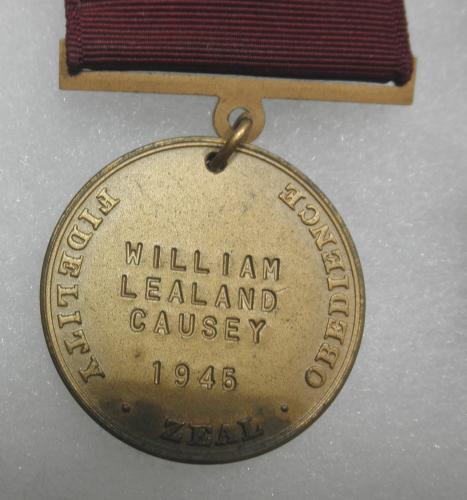 FIDELITY
OBEDIENCE
WILLIAM
LEALAND
CAUSEY
1945
· ZEAL ·